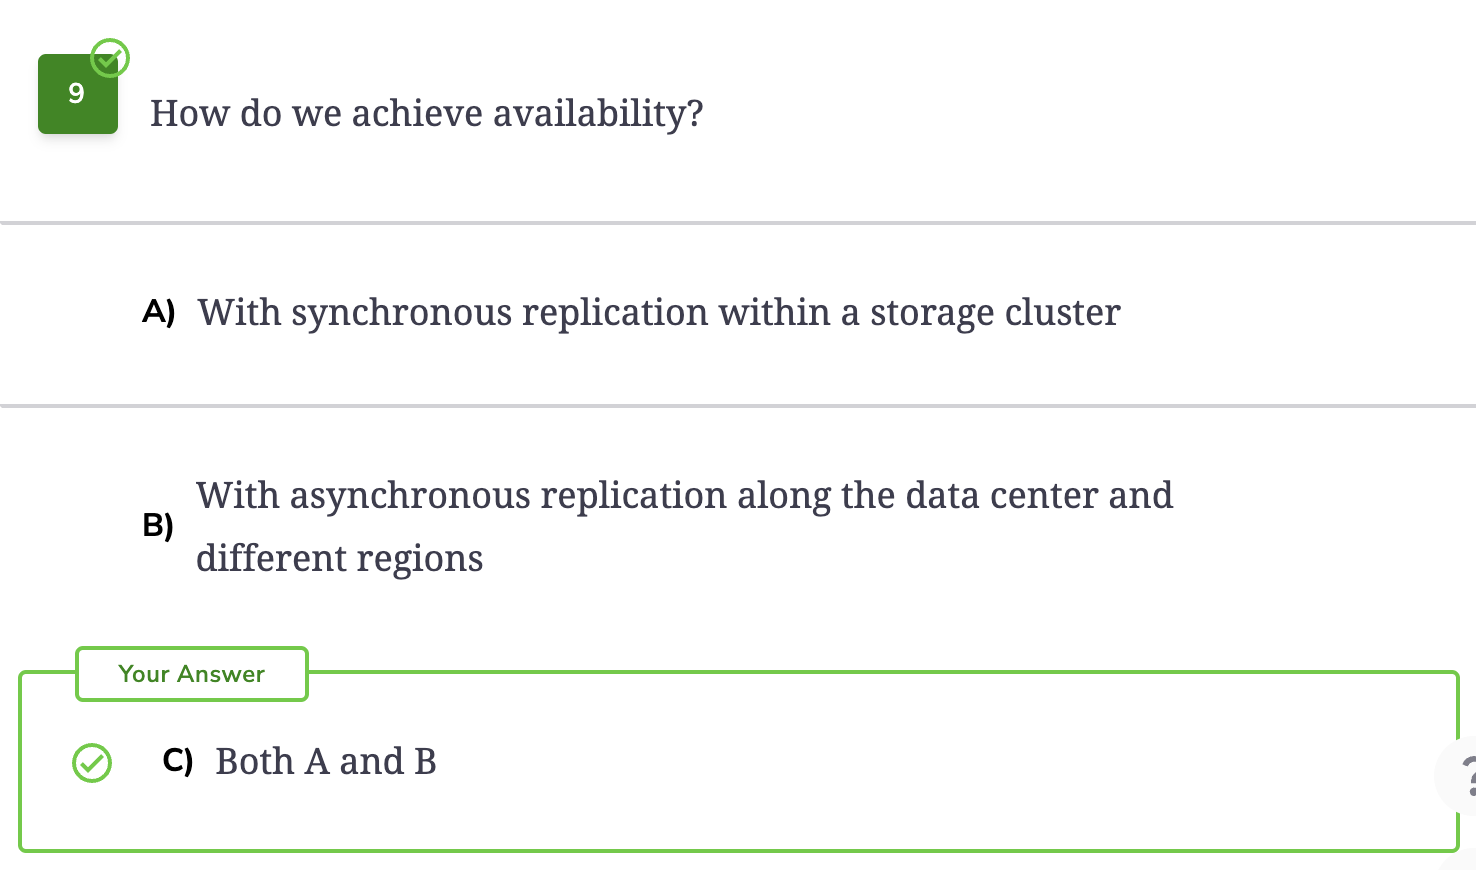 9
How do we achieve availability?
A) With synchronous replication within a storage cluster
B) With asynchronous replication along the data center and
different regions
Your Answer
C) Both A and B
?